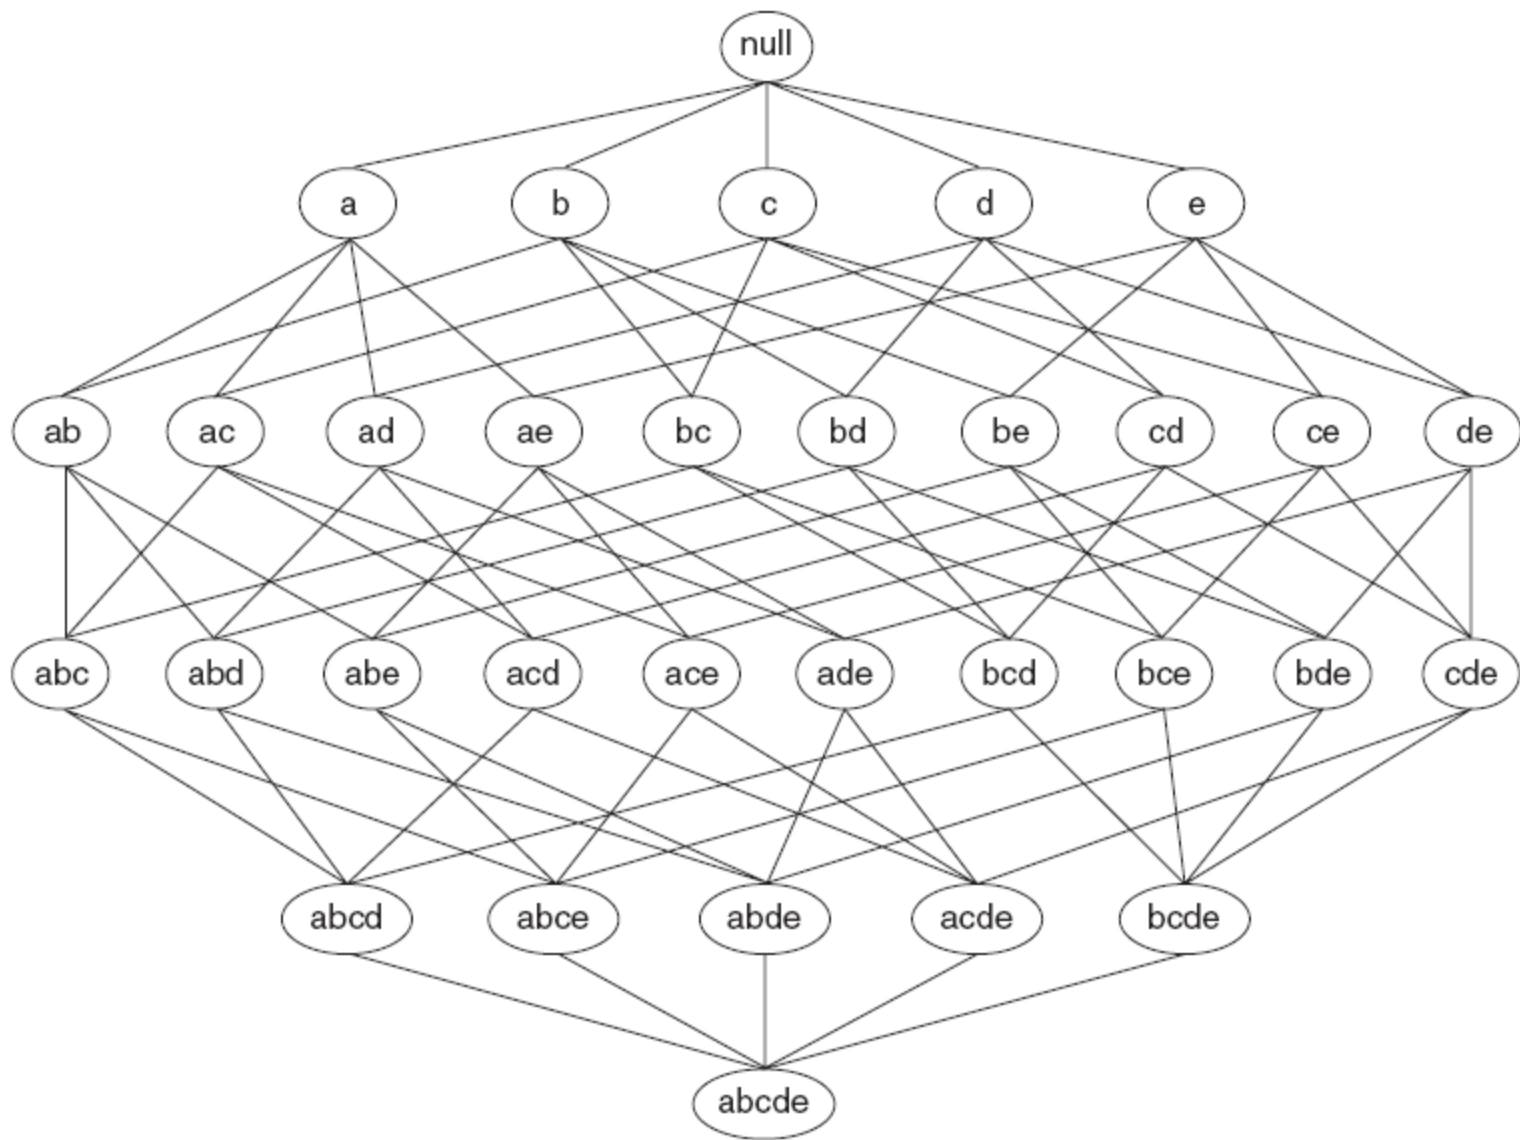 null
a b c d e
ab ac ad ae bc bd be cd ce de
abc abd abe acd ace ade bcd bce bde cde
abcd abce abde acde bcde
abcde